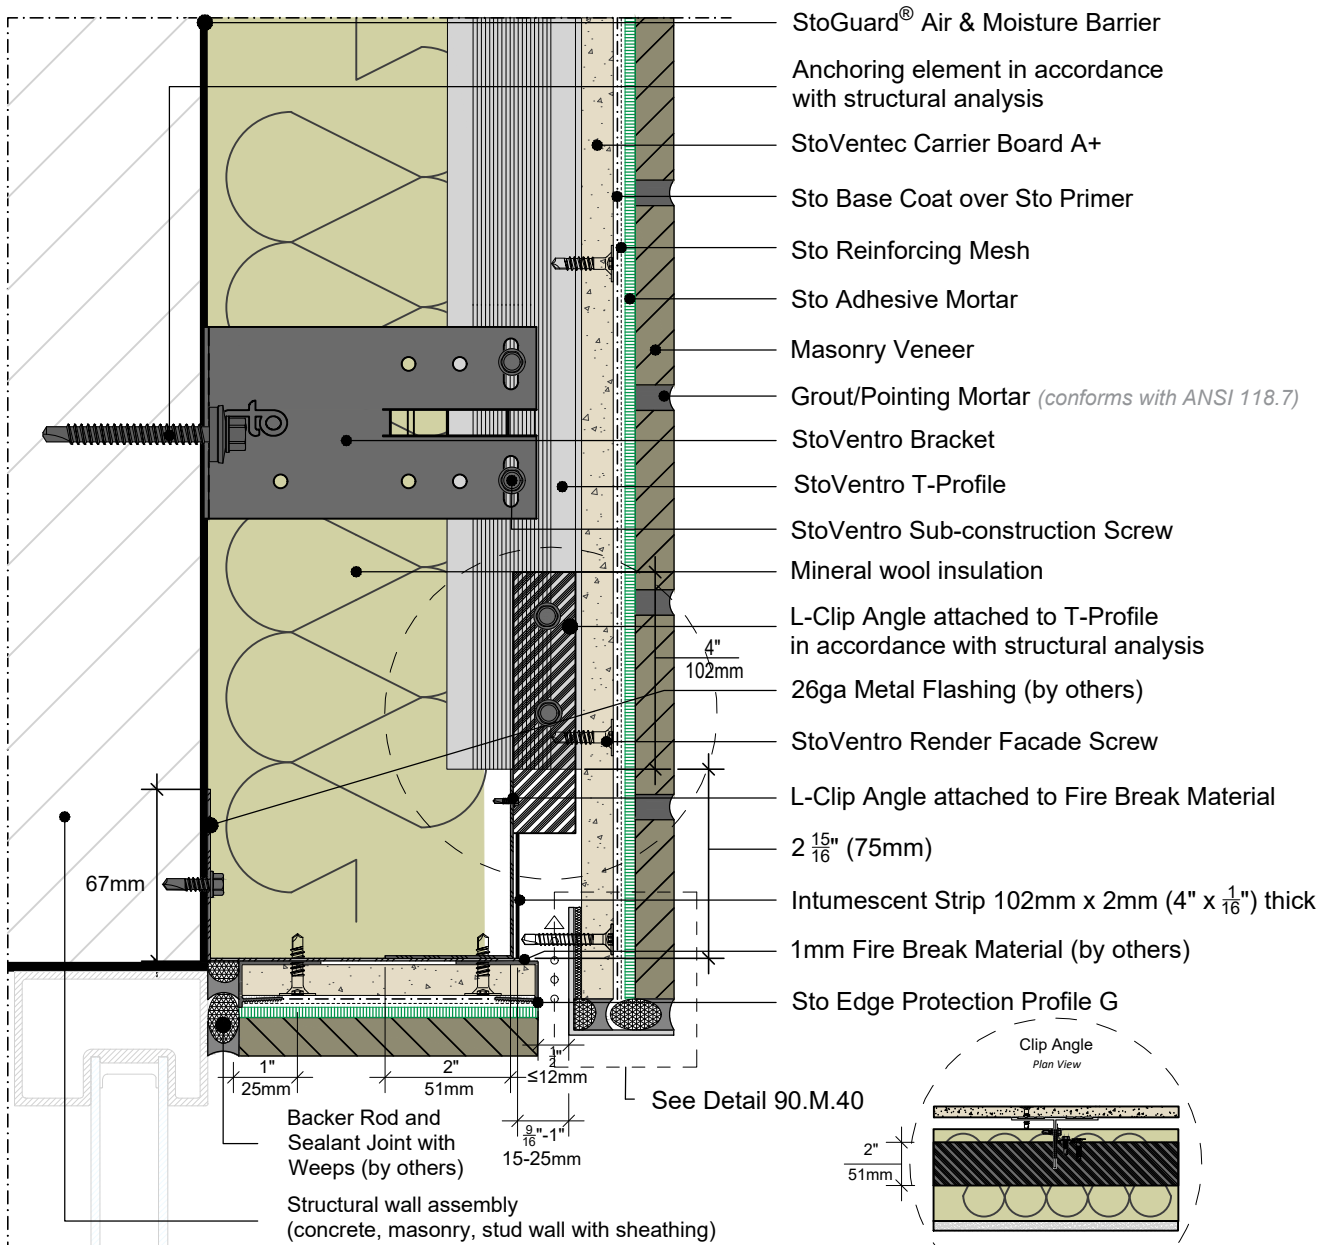 StoGuard® Air & Moisture Barrier
Anchoring element in accordance
with structural analysis
StoVentec Carrier Board A+
Sto Base Coat over Sto Primer
Sto Reinforcing Mesh
Sto Adhesive Mortar
Masonry Veneer
Grout/Pointing Mortar (conforms with ANSI 118.7)
StoVentro Bracket
StoVentro T-Profile
StoVentro Sub-construction Screw
Mineral wool insulation
L-Clip Angle attached to T-Profile
in accordance with structural analysis
4"
102mm
26ga Metal Flashing (by others)
StoVentro Render Facade Screw
L-Clip Angle attached to Fire Break Material
2 15/16" (75mm)
67mm
Intumescent Strip 102mm x 2mm (4" x 1/16") thick
1mm Fire Break Material (by others)
Sto Edge Protection Profile G
1"
25mm
2"
51mm
1/2"
≤12mm
9/16"-1"
15-25mm
See Detail 90.M.40
Clip Angle
Plan View
2"
51mm
Backer Rod and
Sealant Joint with
Weeps (by others)
Structural wall assembly
(concrete, masonry, stud wall with sheathing)
sto